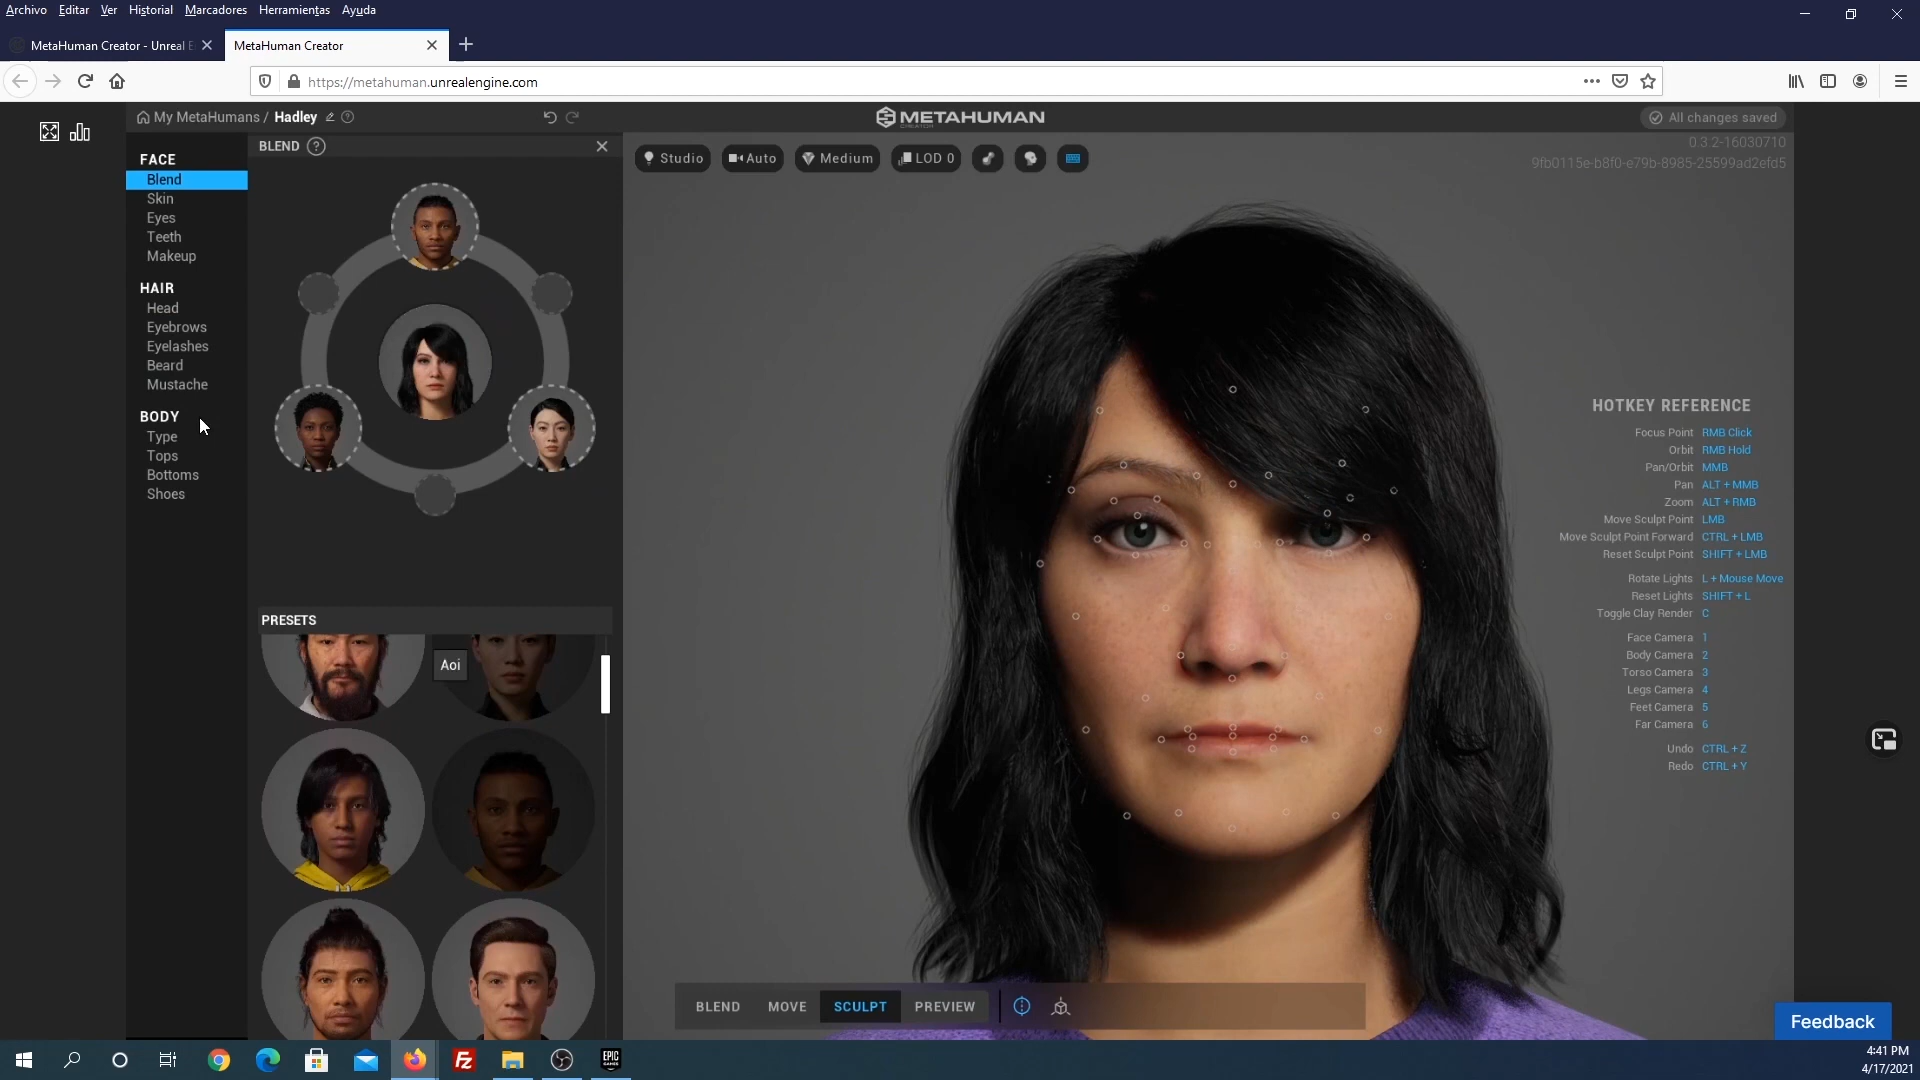 Archivo Editar Ver Historial Marcadores Herramientas Ayuda
MetaHuman Creator - Unreal E
MetaHuman Creator
https://metahuman.unrealengine.com
My MetaHumans / Hadley
METAHUMAN
CREATOR
All changes saved
0.3.2-16030710
9fb0115e-b8f0-e79b-8985-25599ad2efd5
FACE
Blend
Skin
Eyes
Teeth
Makeup
HAIR
Head
Eyebrows
Eyelashes
Beard
Mustache
BODY
Type
Tops
Bottoms
Shoes
BLEND
PRESETS
Aoi
Studio
Auto
Medium
LOD 0
HOTKEY REFERENCE
Focus Point RMB Click
Orbit RMB Hold
Pan/Orbit MMB
Pan ALT + MMB
Zoom ALT + RMB
Move Sculpt Point LMB
Move Sculpt Point Forward CTRL + LMB
Reset Sculpt Point SHIFT + LMB
Rotate Lights L + Mouse Move
Reset Lights SHIFT + L
Toggle Clay Render C
Face Camera 1
Body Camera 2
Torso Camera 3
Legs Camera 4
Feet Camera 5
Far Camera 6
Undo CTRL + Z
Redo CTRL + Y
BLEND MOVE SCULPT PREVIEW
Feedback
Fz
EPIC
GAMES
4:41 PM
4/17/2021